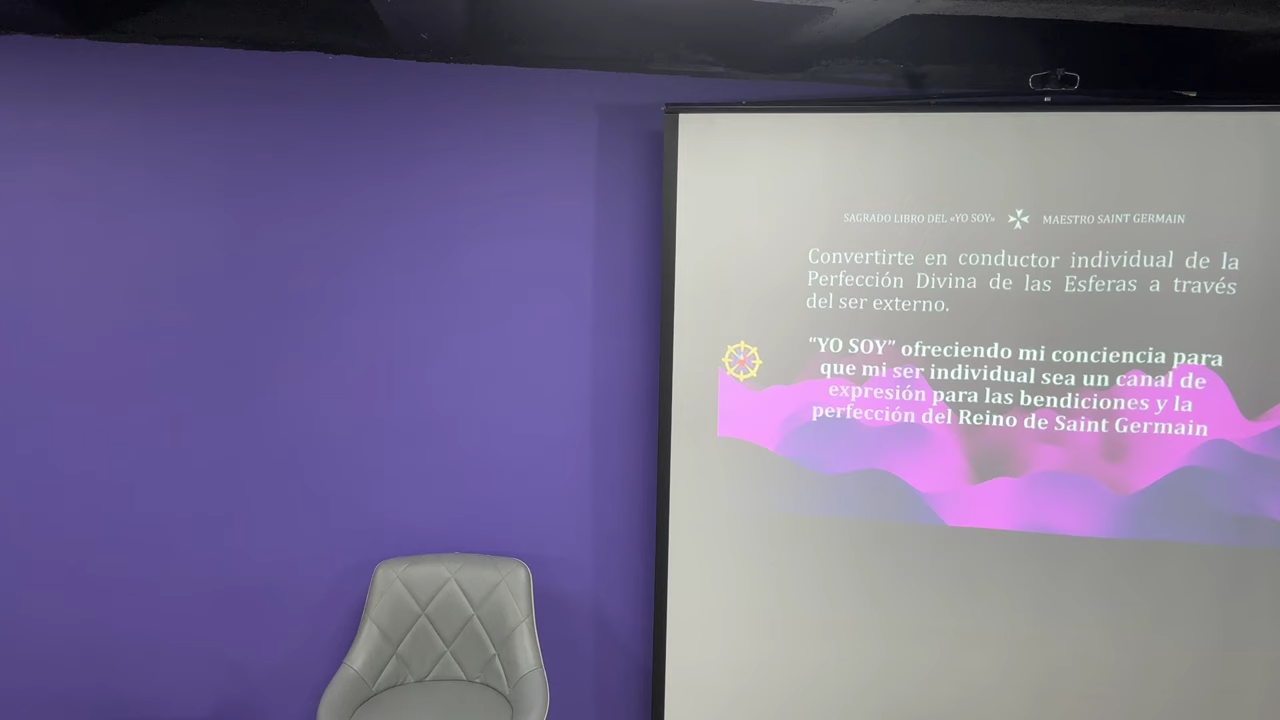 SAGRADO LIBRO DEL «YO SOY» MAESTRO SAINT GERMAIN
Convertirte en conductor individual de la
Perfección Divina de las Esferas a través
del ser externo.
“YO SOY” ofreciendo mi conciencia para
que mi ser individual sea un canal de
expresión para las bendiciones y la
perfección del Reino de Saint Germain